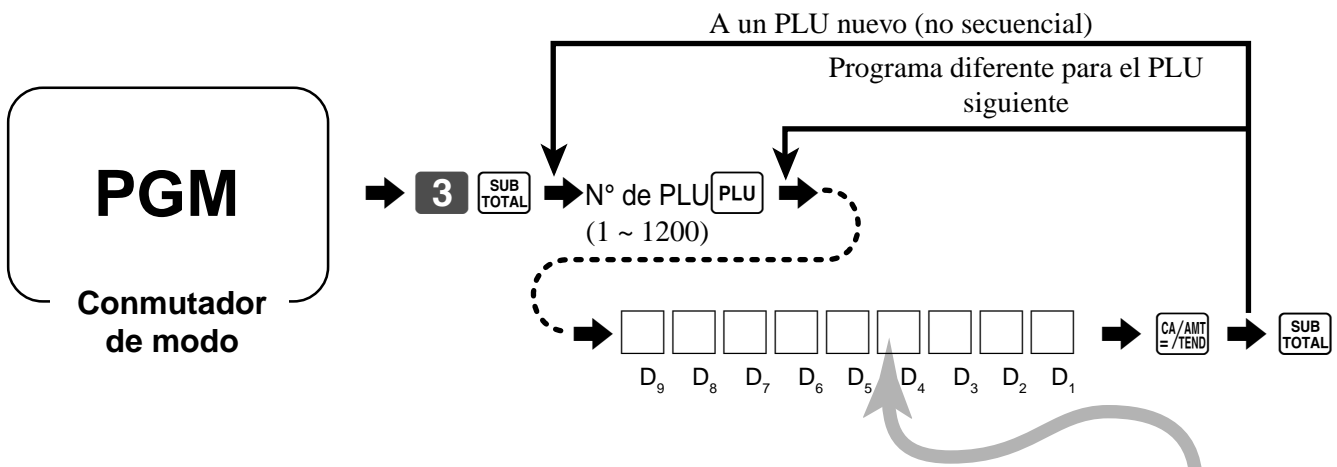 A un PLU nuevo (no secuencial)
Programa diferente para el PLU
siguiente
PGM
Conmutador
de modo
3 SUB TOTAL N° de PLU PLU
(1 ~ 1200)
CA/AMT = /TEND SUB TOTAL
D9 D8 D7 D6 D5 D4 D3 D2 D1